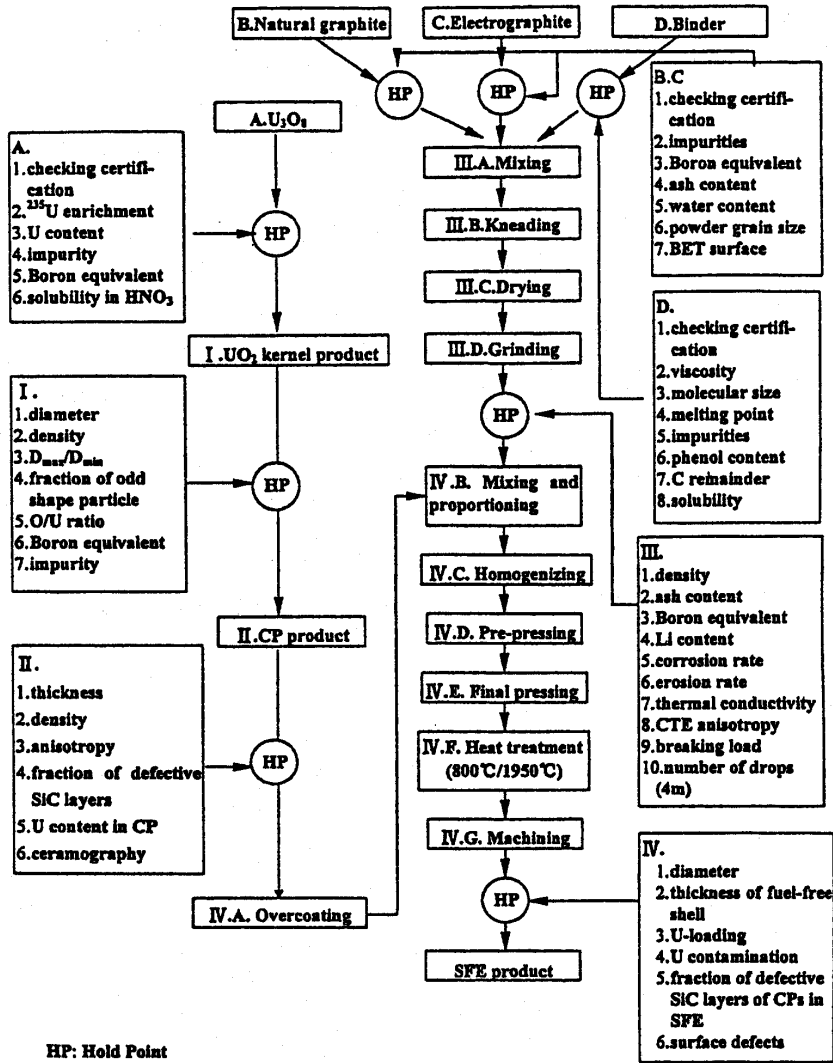 B.Natural graphite
C.Electrographite
D.Binder
HP
HP
HP
B.C
1.checking certifi-
cation
2.impurities
3.Boron equivalent
4.ash content
5.water content
6.powder grain size
7.BET surface
A.U₃O₈
A.
1.checking certifi-
cation
2.²³⁵U enrichment
3.U content
4.impurity
5.Boron equivalent
6.solubility in HNO₃
HP
Ⅲ.A.Mixing
Ⅲ.B.Kneading
Ⅲ.C.Drying
Ⅲ.D.Grinding
HP
D.
1.checking certifi-
cation
2.viscosity
3.molecular size
4.melting point
5.impurities
6.phenol content
7.C remainder
8.solubility
Ⅰ.UO₂ kernel product
Ⅰ.
1.diameter
2.density
3.Dmax/Dmin
4.fraction of odd
shape particle
5.O/U ratio
6.Boron equivalent
7.impurity
HP
Ⅳ.B. Mixing and
proportioning
Ⅳ.C. Homogenizing
Ⅳ.D. Pre-pressing
Ⅳ.E. Final pressing
Ⅳ.F. Heat treatment
(800℃/1950℃)
Ⅳ.G. Machining
HP
SFE product
Ⅲ.
1.density
2.ash content
3.Boron equivalent
4.Li content
5.corrosion rate
6.erosion rate
7.thermal conductivity
8.CTE anisotropy
9.breaking load
10.number of drops
(4m)
Ⅱ.CP product
Ⅱ.
1.thickness
2.density
3.anisotropy
4.fraction of defective
SiC layers
5.U content in CP
6.ceramography
HP
Ⅳ.A. Overcoating
Ⅳ.
1.diameter
2.thickness of fuel-free
shell
3.U-loading
4.U contamination
5.fraction of defective
SiC layers of CPs in
SFE
6.surface defects
HP: Hold Point